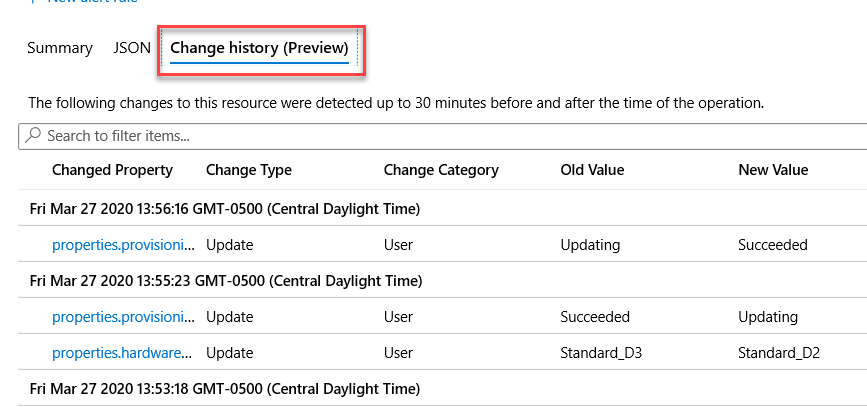 New alert rule
Summary JSON Change history (Preview)
The following changes to this resource were detected up to 30 minutes before and after the time of the operation.
Search to filter items...
Changed Property Change Type Change Category Old Value New Value
Fri Mar 27 2020 13:56:16 GMT-0500 (Central Daylight Time)
properties.provisioni... Update User Updating Succeeded
Fri Mar 27 2020 13:55:23 GMT-0500 (Central Daylight Time)
properties.provisioni... Update User Succeeded Updating
properties.hardware... Update User Standard_D3 Standard_D2
Fri Mar 27 2020 13:53:18 GMT-0500 (Central Daylight Time)